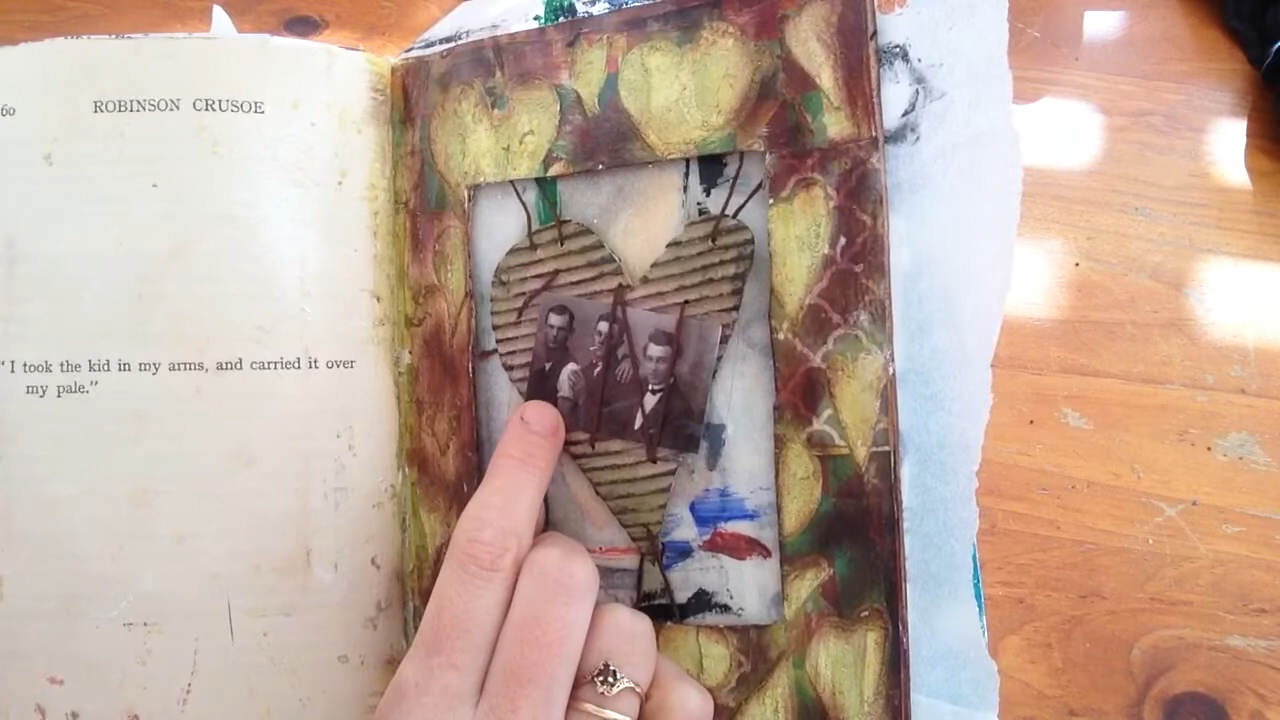 60 ROBINSON CRUSOE
“I took the kid in my arms, and carried it over
my pale.”